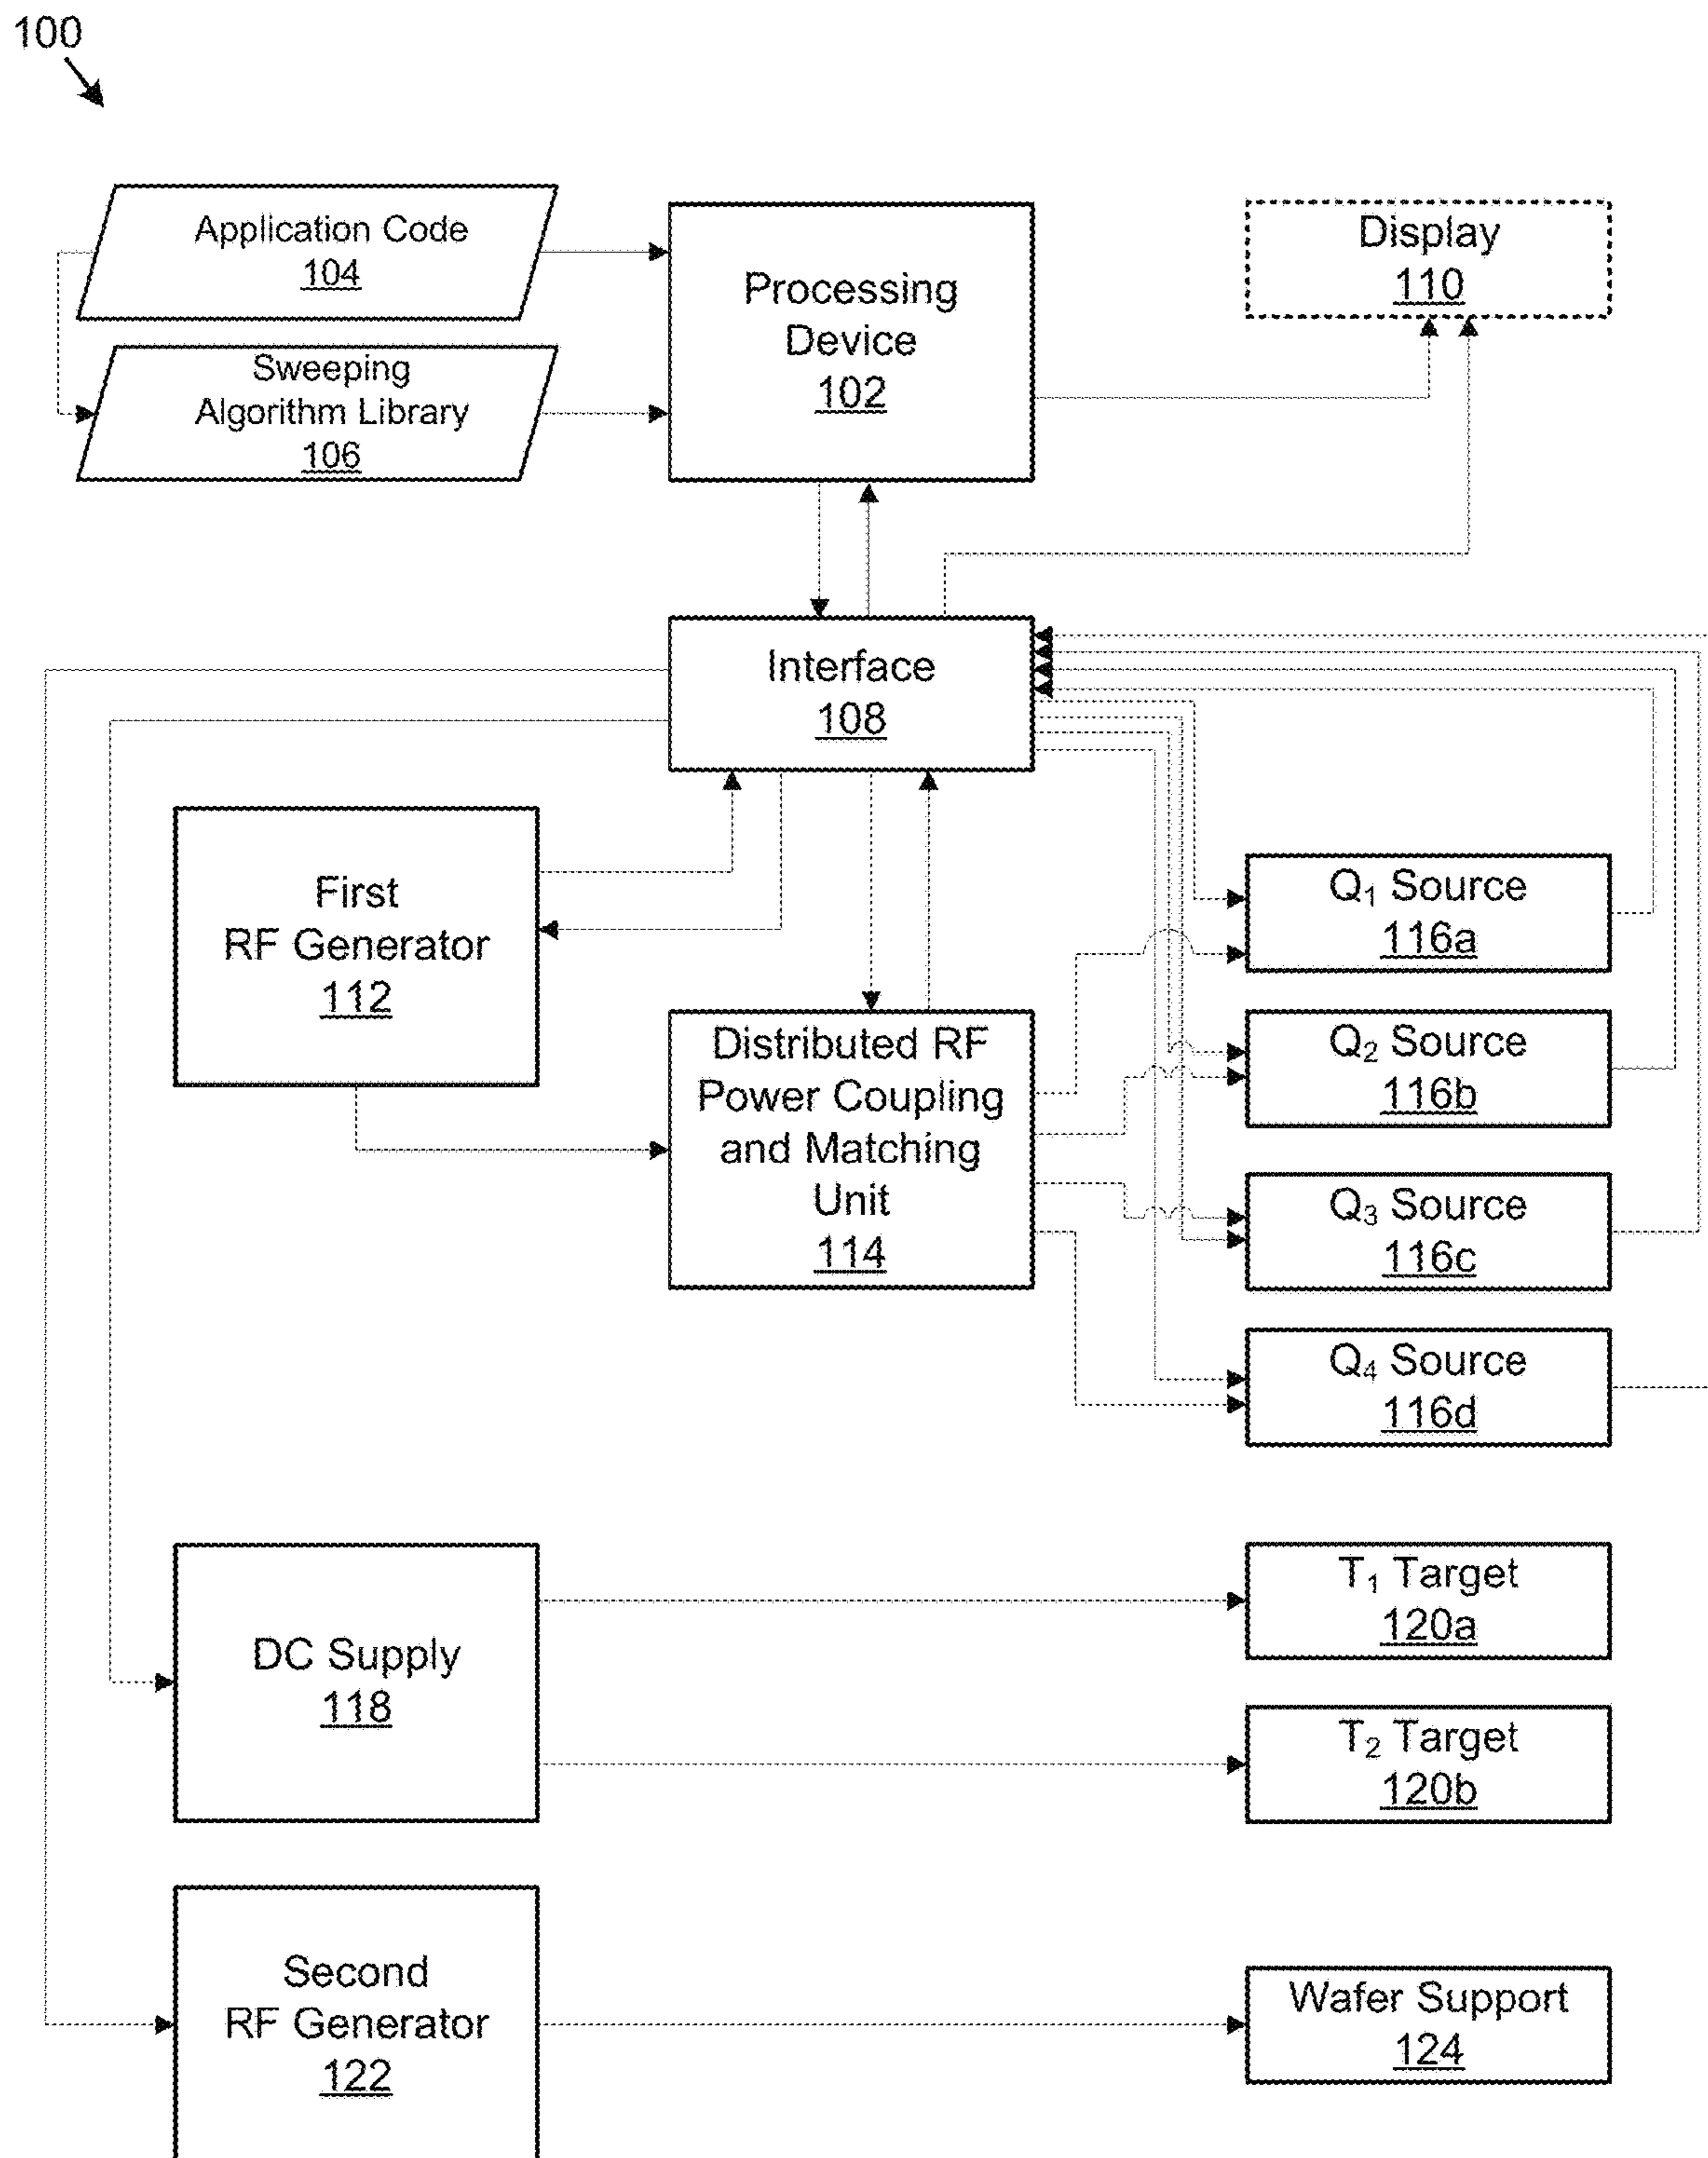 100
Application Code
104
Sweeping
Algorithm Library
106
Processing
Device
102
Display
110
Interface
108
First
RF Generator
112
Distributed RF
Power Coupling
and Matching
Unit
114
Q₁ Source
116a
Q₂ Source
116b
Q₃ Source
116c
Q₄ Source
116d
DC Supply
118
T₁ Target
120a
T₂ Target
120b
Second
RF Generator
122
Wafer Support
124